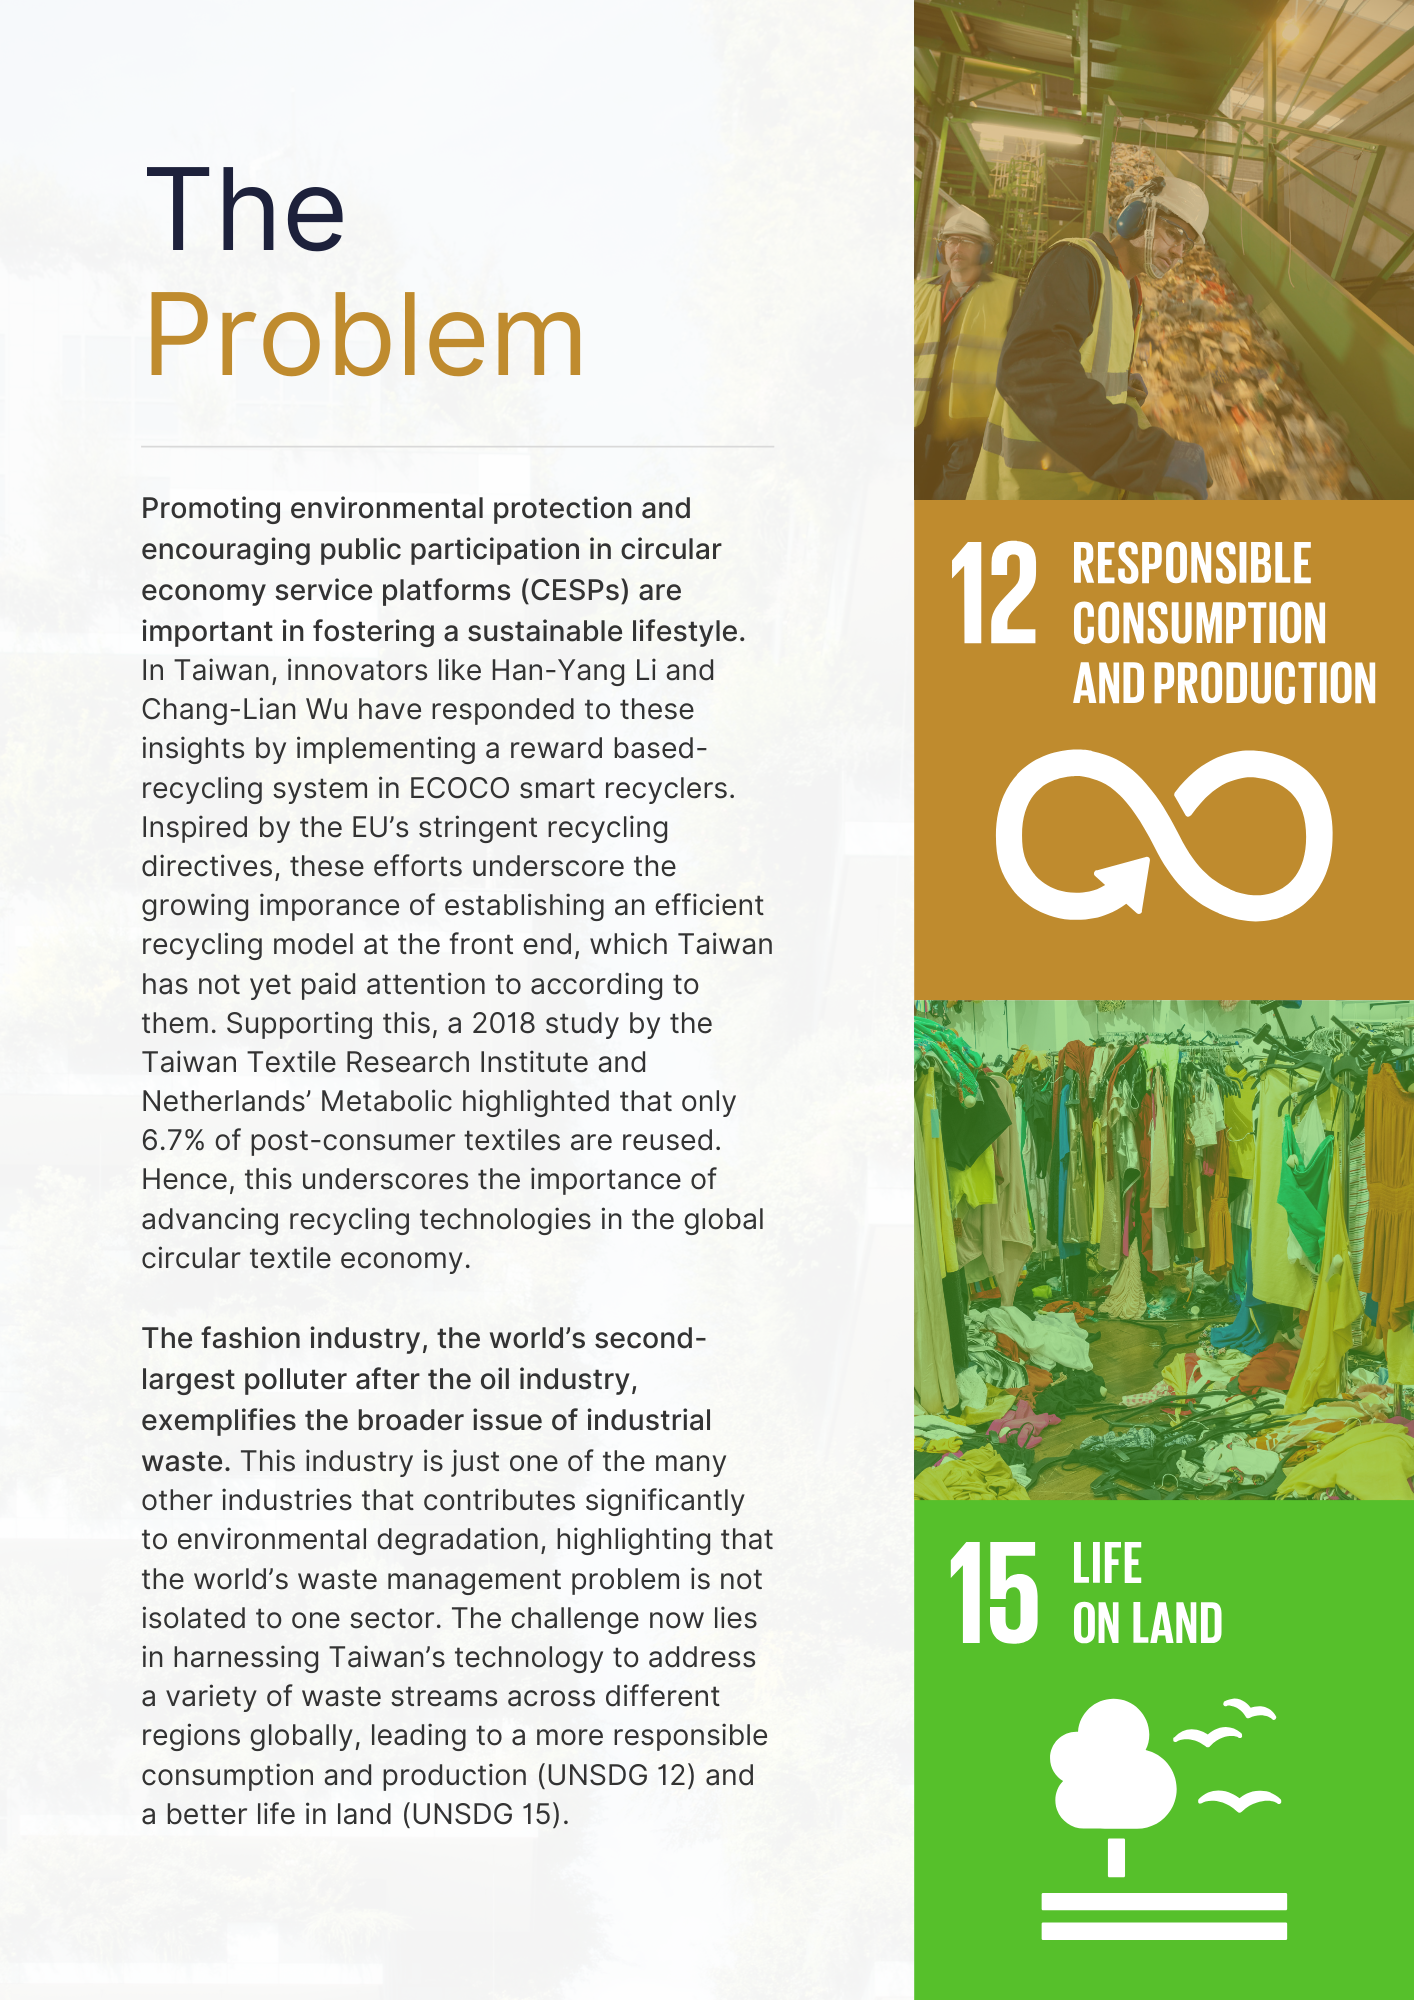 The
Problem
Promoting environmental protection and
encouraging public participation in circular
economy service platforms (CESPs) are
important in fostering a sustainable lifestyle.
In Taiwan, innovators like Han-Yang Li and
Chang-Lian Wu have responded to these
insights by implementing a reward based-
recycling system in ECOCO smart recyclers.
Inspired by the EU’s stringent recycling
directives, these efforts underscore the
growing imporance of establishing an efficient
recycling model at the front end, which Taiwan
has not yet paid attention to according to
them. Supporting this, a 2018 study by the
Taiwan Textile Research Institute and
Netherlands’ Metabolic highlighted that only
6.7% of post-consumer textiles are reused.
Hence, this underscores the importance of
advancing recycling technologies in the global
circular textile economy.
The fashion industry, the world’s second-
largest polluter after the oil industry,
exemplifies the broader issue of industrial
waste. This industry is just one of the many
other industries that contributes significantly
to environmental degradation, highlighting that
the world’s waste management problem is not
isolated to one sector. The challenge now lies
in harnessing Taiwan’s technology to address
a variety of waste streams across different
regions globally, leading to a more responsible
consumption and production (UNSDG 12) and
a better life in land (UNSDG 15).
12 RESPONSIBLE
CONSUMPTION
AND PRODUCTION
15 LIFE
ON LAND